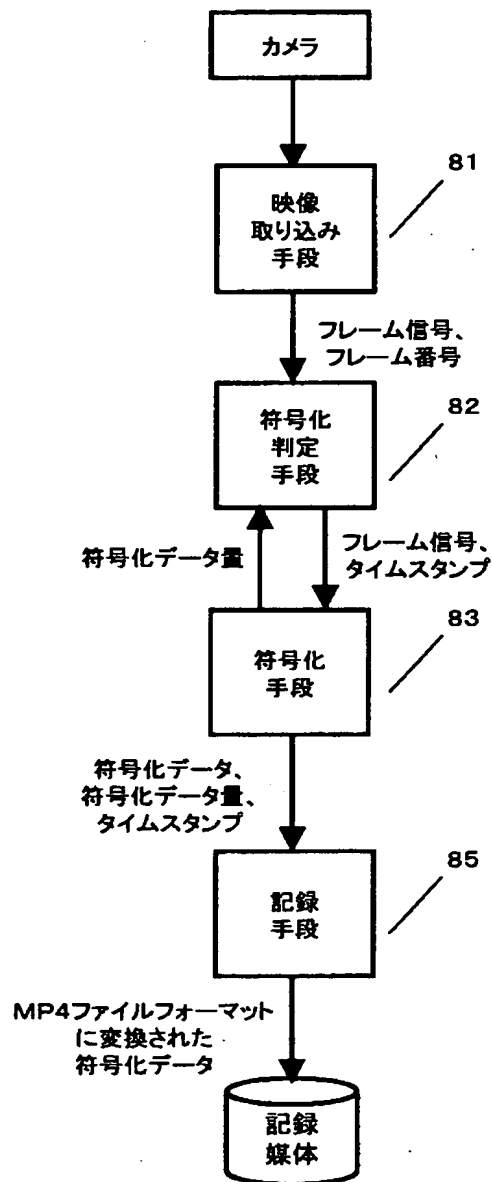 カメラ
81
映像
取り込み
手段
フレーム信号、
フレーム番号
82
符号化
判定
手段
符号化データ量
フレーム信号、
タイムスタンプ
83
符号化
手段
符号化データ、
符号化データ量、
タイムスタンプ
85
記録
手段
MP4ファイルフォーマット
に変換された
符号化データ
記録
媒体